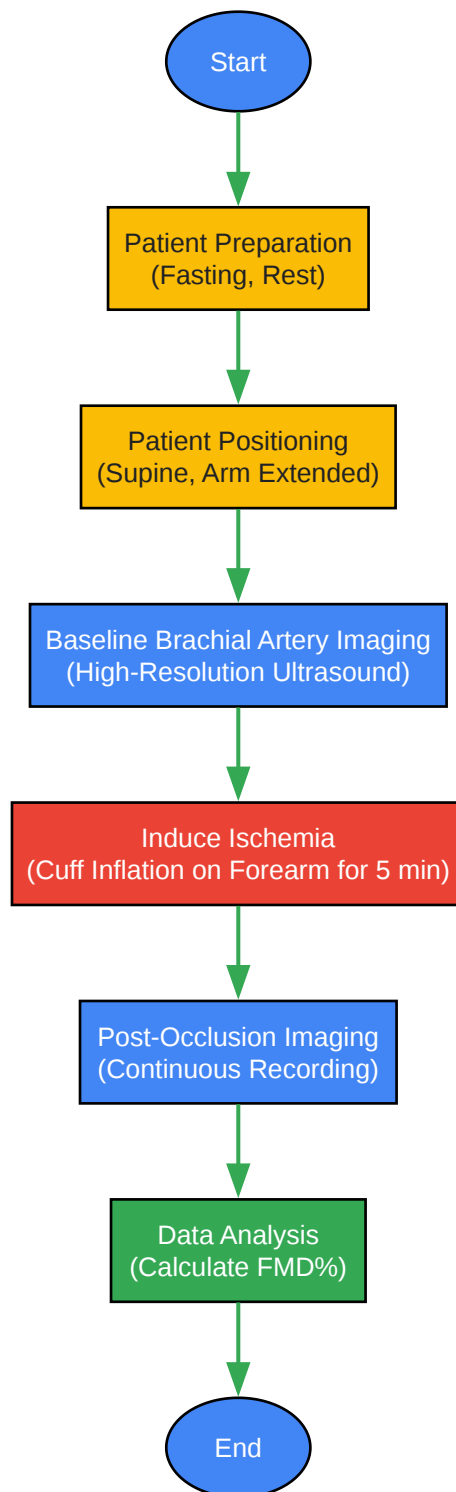 Start
Patient Preparation
(Fasting, Rest)
Patient Positioning
(Supine, Arm Extended)
Baseline Brachial Artery Imaging
(High-Resolution Ultrasound)
Induce Ischemia
(Cuff Inflation on Forearm for 5 min)
Post-Occlusion Imaging
(Continuous Recording)
Data Analysis
(Calculate FMD%)
End